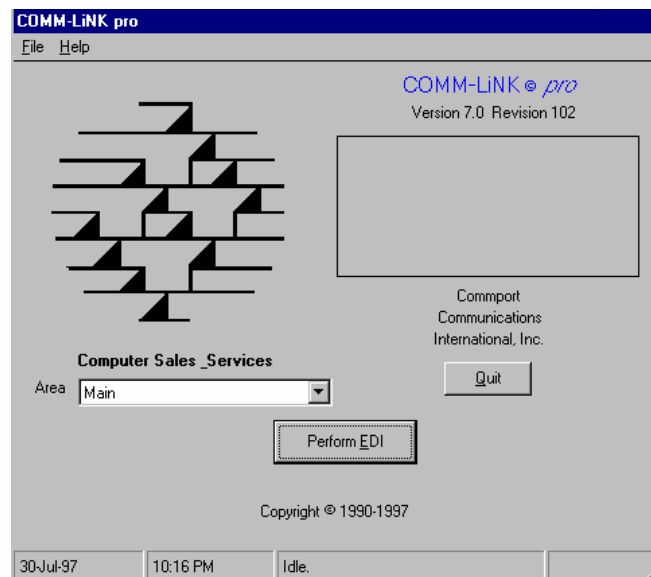 COMM-LiNK pro
File Help
COMM-LiNK © pro
Version 7.0 Revision 102
Commport
Communications
International, Inc.
Computer Sales _Services
Quit
Area Main
Perform EDI
Copyright © 1990-1997
30-Jul-97 10:16 PM Idle.